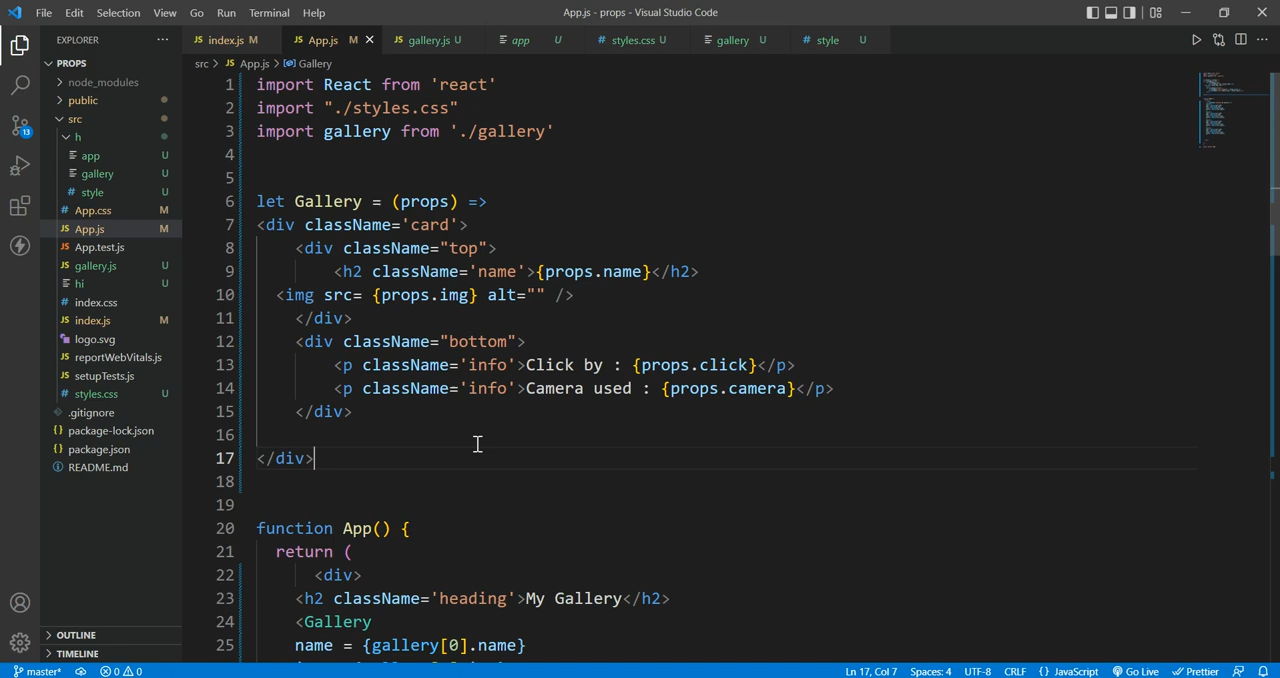 File Edit Selection View Go Run Terminal Help App.js - props - Visual Studio Code
EXPLORER ...
JS index.js M JS App.js M JS gallery.js U app U # styles.css U gallery U # style U
PROPS
node_modules
public
src
h
app U
gallery U
# style U
# App.css M
JS App.js M
JS App.test.js
JS gallery.js U
hi U
# index.css
JS index.js M
logo.svg
JS reportWebVitals.js
JS setupTests.js
# styles.css U
.gitignore
{} package-lock.json
{} package.json
README.md
OUTLINE
TIMELINE
13
src > JS App.js > Gallery
1 import React from 'react'
2 import "./styles.css"
3 import gallery from './gallery'
4
5
6 let Gallery = (props) =>
7 <div className='card'>
8 <div className="top">
9 <h2 className='name'>{props.name}</h2>
10 <img src= {props.img} alt="" />
11 </div>
12 <div className="bottom">
13 <p className='info'>Click by : {props.click}</p>
14 <p className='info'>Camera used : {props.camera}</p>
15 </div>
16
17 </div>
18
19
20 function App() {
21 return (
22 <div>
23 <h2 className='heading'>My Gallery</h2>
24 <Gallery
25 name = {gallery[0].name}
master* 0 0 Ln 17, Col 7 Spaces: 4 UTF-8 CRLF {} JavaScript Go Live Prettier